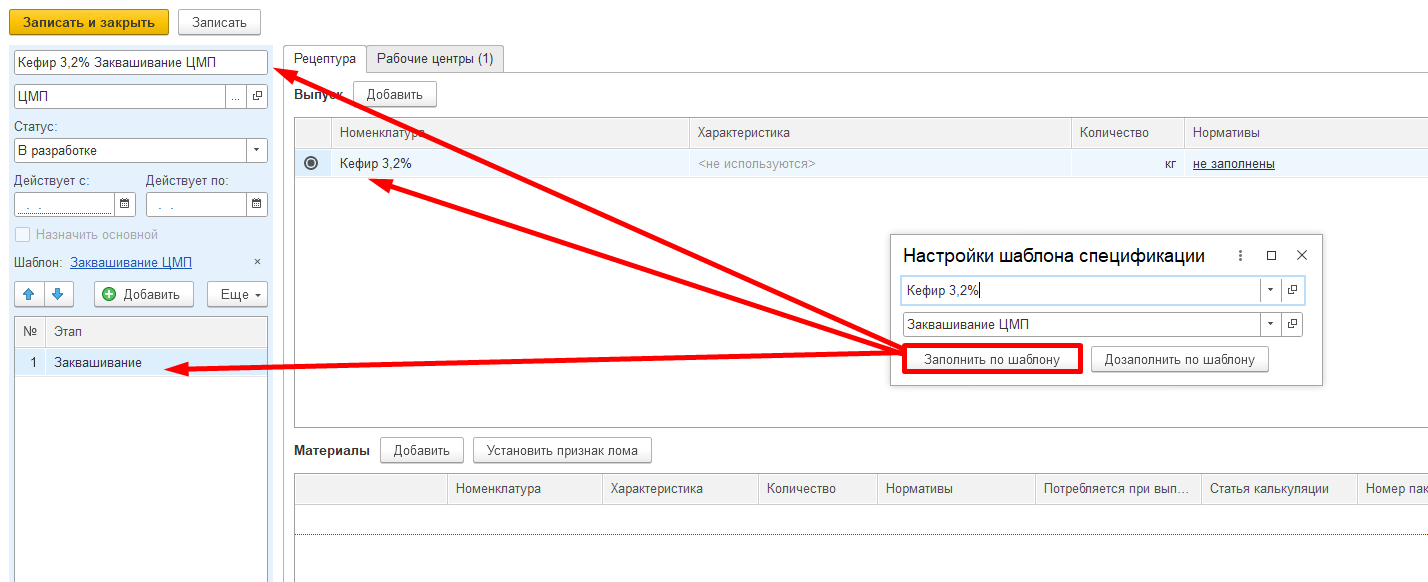 Записать и закрыть Записать
Кефир 3,2% Заквашивание ЦМП
ЦМП ...
Статус:
В разработке
Действует с: Действует по:
. . . .
Назначить основной
Шаблон: Заквашивание ЦМП ×
Добавить Еще
№ Этап
1 Заквашивание
Рецептура Рабочие центры (1)
Выпуск Добавить
Номенклатура Характеристика Количество Нормативы
Кефир 3,2% <не используются> кг не заполнены
Настройки шаблона спецификации
Кефир 3,2%
Заквашивание ЦМП
Заполнить по шаблону Дозаполнить по шаблону
Материалы Добавить Установить признак лома
Номенклатура Характеристика Количество Нормативы Потребляется при вып... Статья калькуляции Номер пак